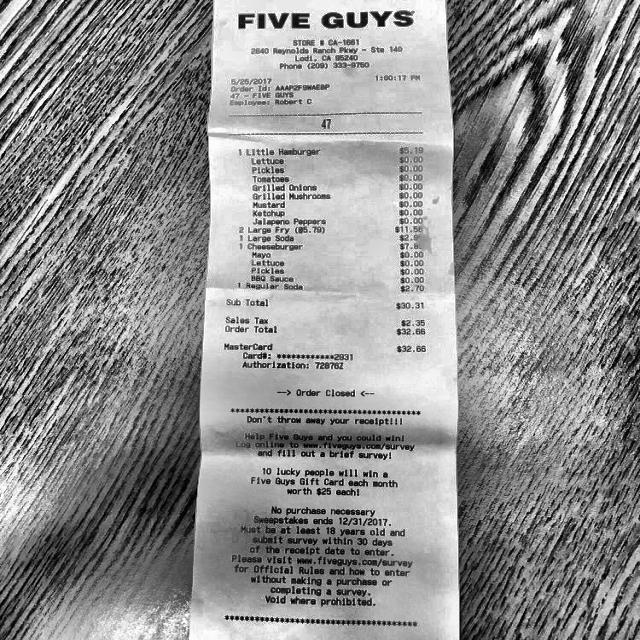 FIVE GUYS
STORE # CA-1661
2640 Reynolds Ranch Pkwy - Ste 140
Lodi, CA 95240
Phone (209) 333-9750
5/25/2017 1:00:17 PM
Order Id:
47 - FIVE GUYS
Employee: Robert C
47
1 Little Hamburger $5.19
Lettuce $0.00
Pickles $0.00
Tomatoes $0.00
Grilled Onions $0.00
Grilled Mushrooms $0.00
Mustard $0.00
Ketchup $0.00
Jalapeno Peppers $0.00
2 Large Fry (@5.79) $11.58
1 Large Soda
1 Cheeseburger
Mayo $0.00
Lettuce $0.00
Pickles $0.00
BBQ Sauce $0.00
1 Regular Soda $2.70
Sub Total $30.31
Sales Tax $2.35
Order Total $32.66
MasterCard $32.66
Card#: ************2931
Authorization: 72876Z
--> Order Closed <--
Don't throw away your receipt!!!
Help Five Guys and you could win!
Log online to www.fiveguys.com/survey
and fill out a brief survey!
10 lucky people will win a
Five Guys Gift Card each month
worth $25 each!
No purchase necessary
Sweepstakes ends 12/31/2017.
Must be at least 18 years old and
submit survey within 30 days
of the receipt date to enter.
Please visit www.fiveguys.com/survey
for Official Rules and how to enter
without making a purchase or
completing a survey.
Void where prohibited.